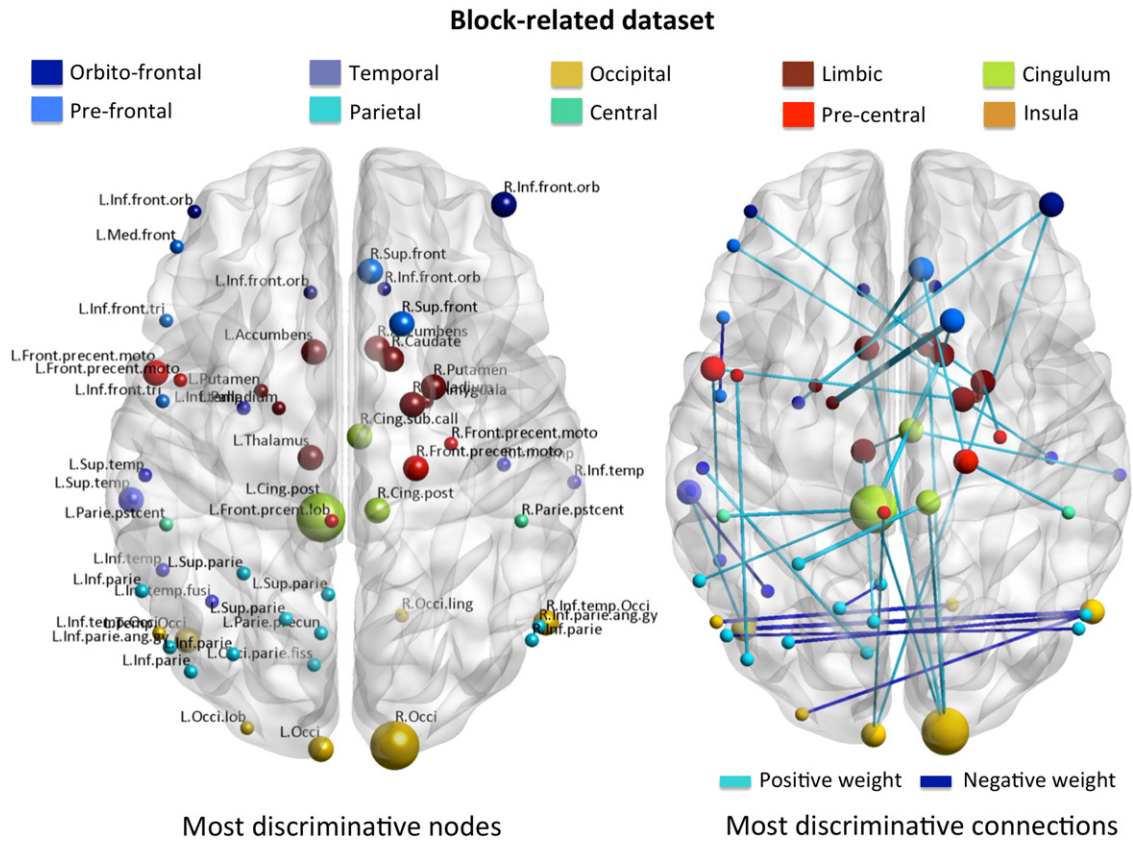 Block-related dataset
Orbito-frontal
Temporal
Occipital
Limbic
Cingulum
Pre-frontal
Parietal
Central
Pre-central
Insula
L.Inf.front.orb
R.Inf.front.orb
L.Med.front
R.Sup.front
L.Inf.front.orb
R.Inf.front.orb
L.Inf.front.tri
R.Sup.front
L.Accumbens
R.Caudate
L.Front.precent.moto
L.Front.precent.moto
L.Putamen
R.Putamen
L.Inf.front.tri
R.Cing.sub.call
L.Thalamus
R.Front.precent.moto
R.Front.precent.moto
L.Sup.temp
R.Inf.temp
L.Sup.temp
L.Cing.post
R.Cing.post
L.Parie.pstcent
L.Front.prcent.lob
R.Parie.pstcent
L.Inf.temp
L.Sup.parie
L.Inf.parie
L.Sup.parie
L.Sup.parie
R.Occi.ling
R.Inf.temp.Occi
R.Inf.parie.ang.gy
L.Parie.precun
L.Inf.parie.ang.gy
L.Inf.parie
R.Inf.parie
L.Inf.parie
L.Occi.lob
L.Occi
R.Occi
Positive weight
Negative weight
Most discriminative nodes
Most discriminative connections